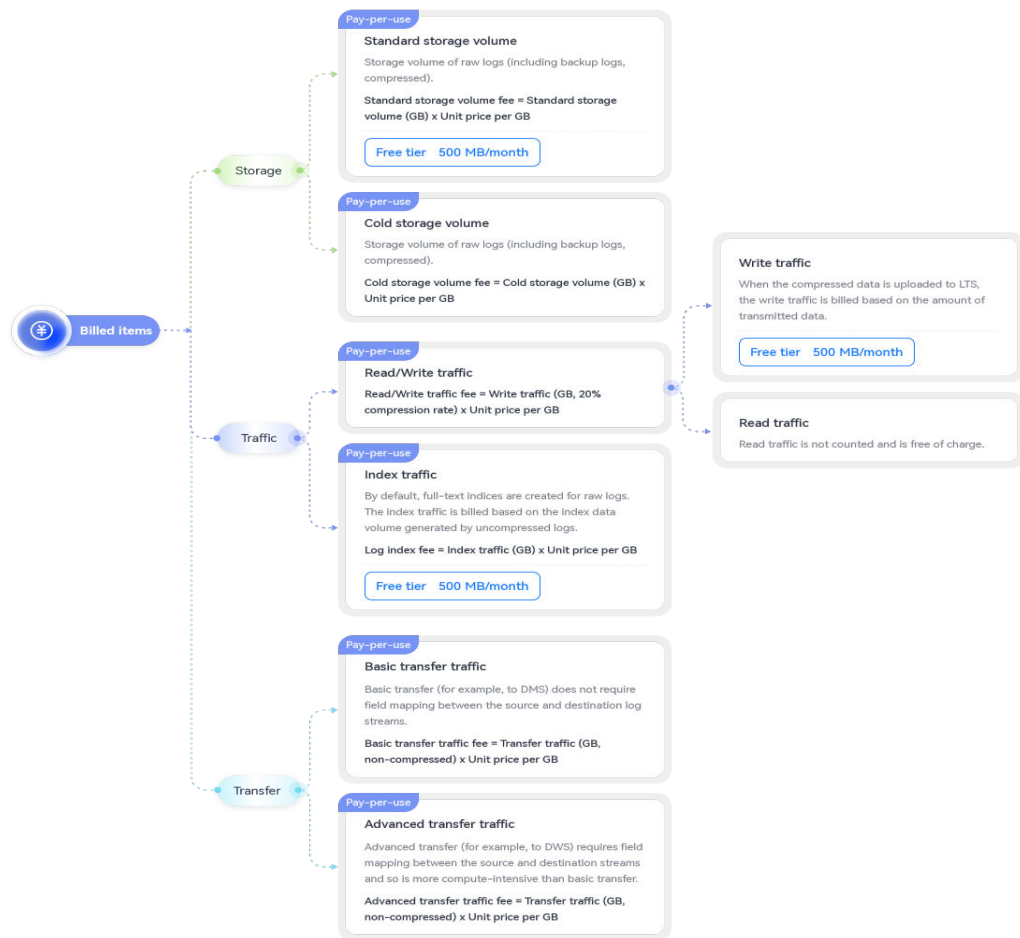 Billed items
Storage
Pay-per-use
Standard storage volume
Storage volume of raw logs (including backup logs,
compressed).
Standard storage volume fee = Standard storage
volume (GB) x Unit price per GB
Free tier 500 MB/month
Pay-per-use
Cold storage volume
Storage volume of raw logs (including backup logs,
compressed).
Cold storage volume fee = Cold storage volume (GB) x
Unit price per GB
Traffic
Pay-per-use
Read/Write traffic
Read/Write traffic fee = Write traffic (GB, 20%
compression rate) x Unit price per GB
Write traffic
When the compressed data is uploaded to LTS,
the write traffic is billed based on the amount of
transmitted data.
Free tier 500 MB/month
Read traffic
Read traffic is not counted and is free of charge.
Pay-per-use
Index traffic
By default, full-text indices are created for raw logs.
The index traffic is billed based on the index data
volume generated by uncompressed logs.
Log index fee = Index traffic (GB) x Unit price per GB
Free tier 500 MB/month
Transfer
Pay-per-use
Basic transfer traffic
Basic transfer (for example, to DMS) does not require
field mapping between the source and destination log
streams.
Basic transfer traffic fee = Transfer traffic (GB,
non-compressed) x Unit price per GB
Pay-per-use
Advanced transfer traffic
Advanced transfer (for example, to DWS) requires field
mapping between the source and destination streams
and so is more compute-intensive than basic transfer.
Advanced transfer traffic fee = Transfer traffic (GB,
non-compressed) x Unit price per GB